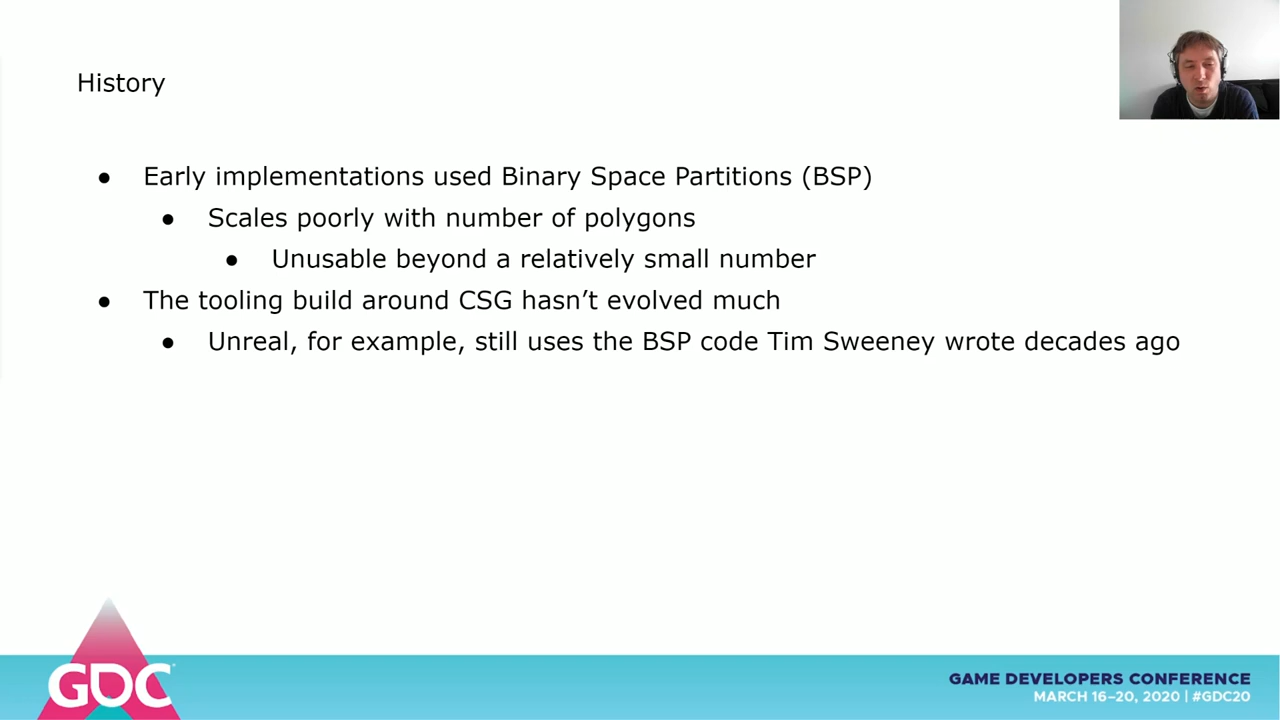 History
● Early implementations used Binary Space Partitions (BSP)
● Scales poorly with number of polygons
● Unusable beyond a relatively small number
● The tooling build around CSG hasn’t evolved much
● Unreal, for example, still uses the BSP code Tim Sweeney wrote decades ago
GDC
GAME DEVELOPERS CONFERENCE
MARCH 16–20, 2020 | #GDC20